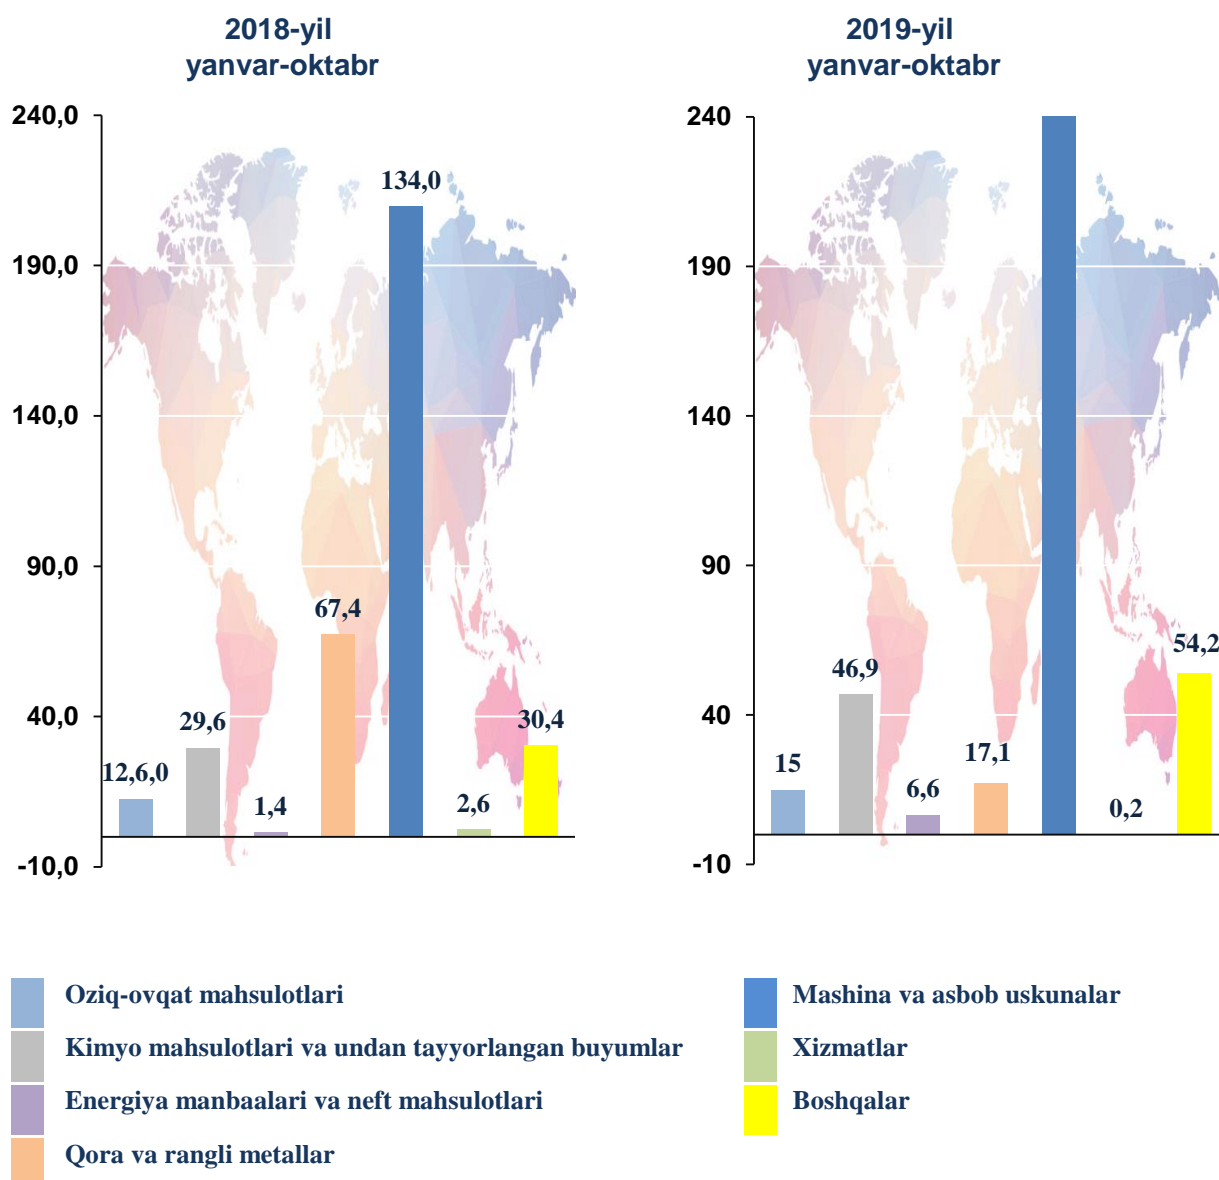 2018-yil
yanvar-oktabr
240,0
190,0
140,0
90,0
40,0
-10,0
12,6,0
29,6
1,4
67,4
134,0
2,6
30,4
2019-yil
yanvar-oktabr
240
190
140
90
40
-10
15
46,9
6,6
17,1
0,2
54,2
Oziq-ovqat mahsulotlari
Kimyo mahsulotlari va undan tayyorlangan buyumlar
Energiya manbaalari va neft mahsulotlari
Qora va rangli metallar
Mashina va asbob uskunalar
Xizmatlar
Boshqalar